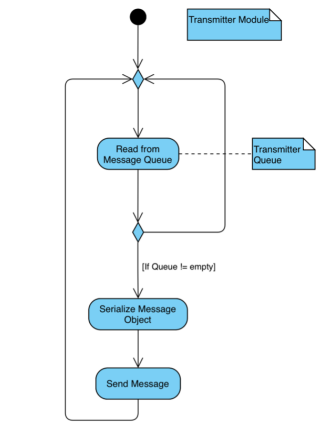 Transmitter Module
Read from
Message Queue
Transmitter
Queue
[If Queue != empty]
Serialize Message
Object
Send Message